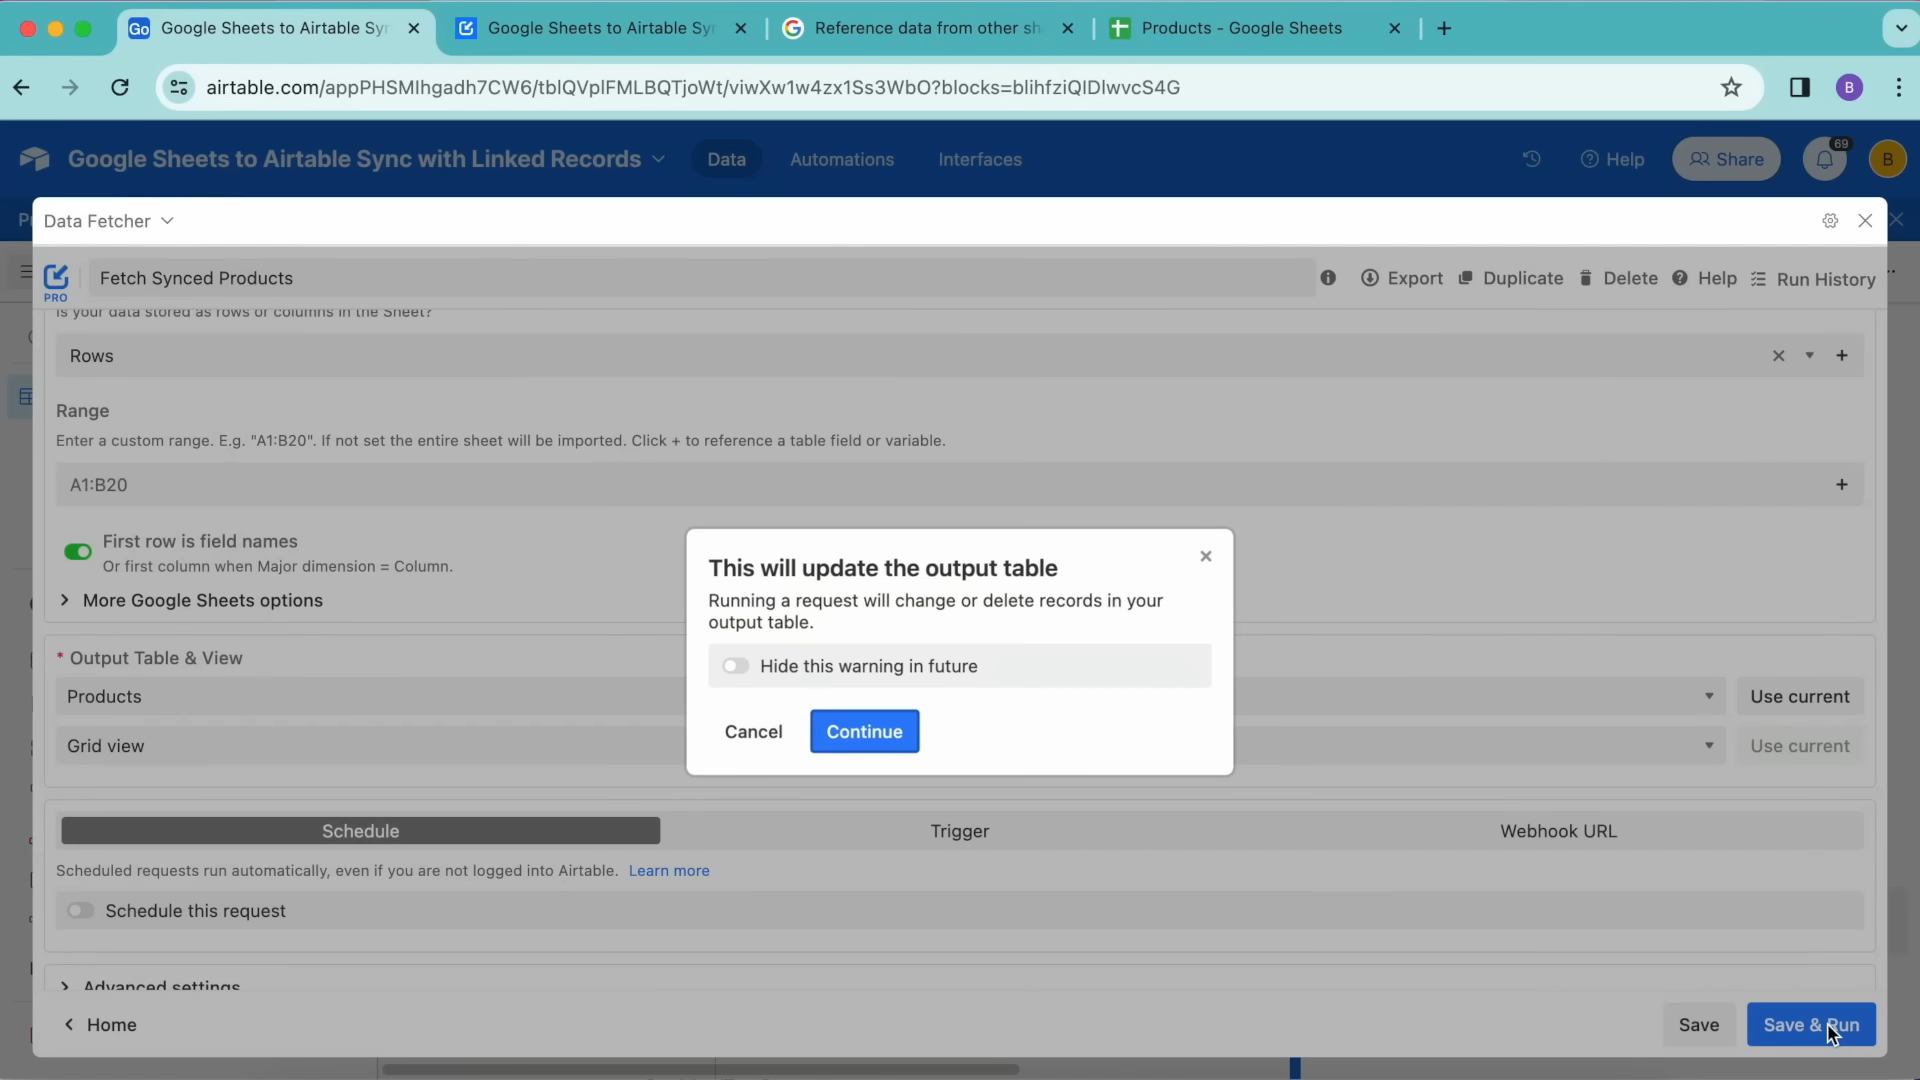 Google Sheets to Airtable Syn
Google Sheets to Airtable Sy
Reference data from other sh
Products - Google Sheets
airtable.com/appPHSMIhgadh7CW6/tblQVplFMLBQTjoWt/viwXw1w4zx1Ss3WbO?blocks=blihfziQIDlwvcS4G
B
Google Sheets to Airtable Sync with Linked Records
Data
Automations
Interfaces
Help
Share
69
B
Data Fetcher
PRO
Fetch Synced Products
Export
Duplicate
Delete
Help
Run History
Is your data stored as rows or columns in the Sheet?
Rows
Range
Enter a custom range. E.g. "A1:B20". If not set the entire sheet will be imported. Click + to reference a table field or variable.
A1:B20
First row is field names
Or first column when Major dimension = Column.
More Google Sheets options
This will update the output table
Running a request will change or delete records in your
output table.
Hide this warning in future
Cancel
Continue
* Output Table & View
Products
Use current
Grid view
Use current
Schedule
Trigger
Webhook URL
Scheduled requests run automatically, even if you are not logged into Airtable. Learn more
Schedule this request
Advanced settings
Home
Save
Save & Run